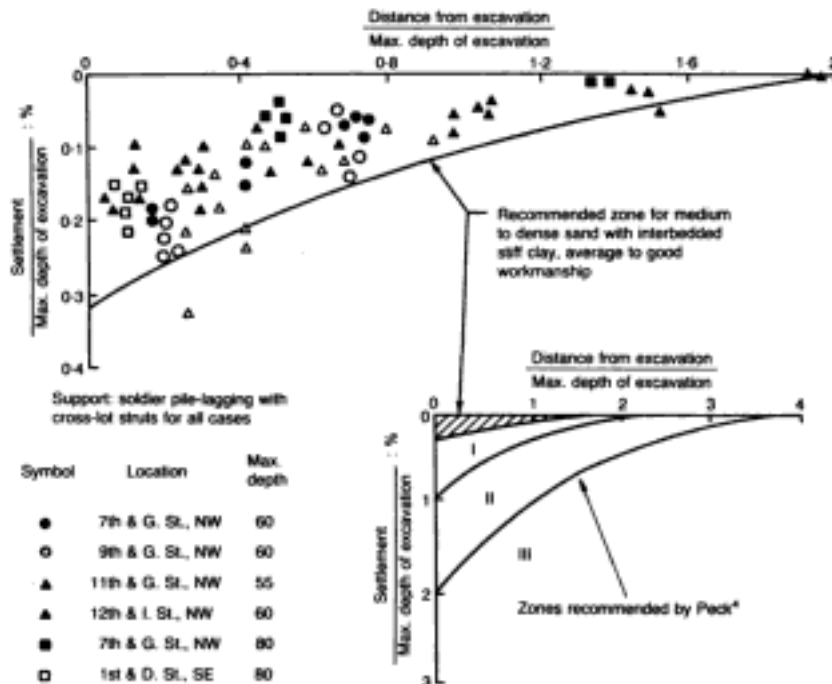 Distance from excavation
Max. depth of excavation
0 0·4 0·8 1·2 1·6 2
0
0·1
0·2
0·3
0·4
Settlement : %
Max. depth of excavation
Recommended zone for medium
to dense sand with interbedded
stiff clay, average to good
workmanship
Support: soldier pile-lagging with
cross-lot struts for all cases
Symbol Location Max. depth
7th & G. St., NW 60
9th & G. St., NW 60
11th & G. St., NW 55
12th & I. St., NW 60
7th & G. St., NW 80
1st & D. St., SE 80
Distance from excavation
Max. depth of excavation
0 1 2 3 4
0
1
2
3
Settlement : %
Max. depth of excavation
I
II
III
Zones recommended by Peck⁴